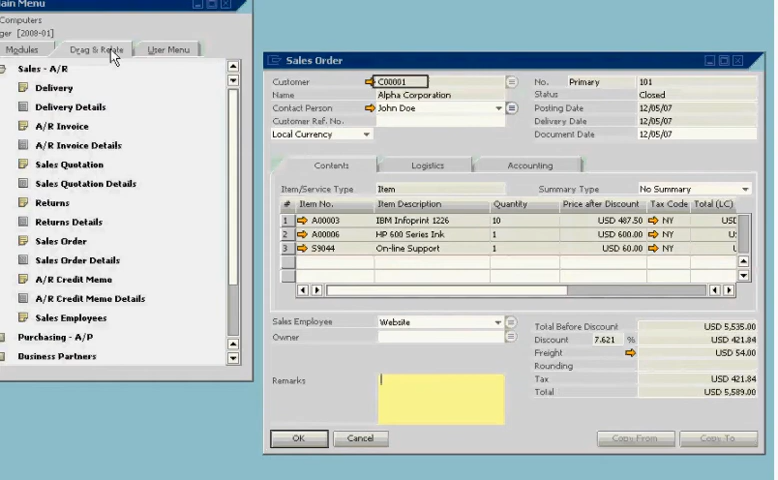 Main Menu
Computers
ger [2008-01]
Modules
Drag & Relate
User Menu
Sales - A/R
Delivery
Delivery Details
A/R Invoice
A/R Invoice Details
Sales Quotation
Sales Quotation Details
Returns
Returns Details
Sales Order
Sales Order Details
A/R Credit Memo
A/R Credit Memo Details
Sales Employees
Purchasing - A/P
Business Partners
Sales Order
Customer C00001
Name Alpha Corporation
Contact Person John Doe
Customer Ref. No.
Local Currency
No. Primary 101
Status Closed
Posting Date 12/05/07
Delivery Date
Document Date 12/05/07
Contents Logistics Accounting
Item/Service Type Item Summary Type No Summary
# Item No. Item Description Quantity Price after Discount Tax Code Total (LC)
1 A00003 IBM Infoprint 1226 10 USD 487.50 NY USD
2 A00006 HP 600 Series Ink 1 USD 600.00 NY U
3 S9044 On-line Support 1 USD 60.00 NY U
Sales Employee Website
Owner
Remarks
Total Before Discount USD 5,535.00
Discount 7.621 % USD 421.84
Freight USD 54.00
Rounding
Tax USD 421.84
Total USD 5,589.00
OK Cancel Copy From Copy To